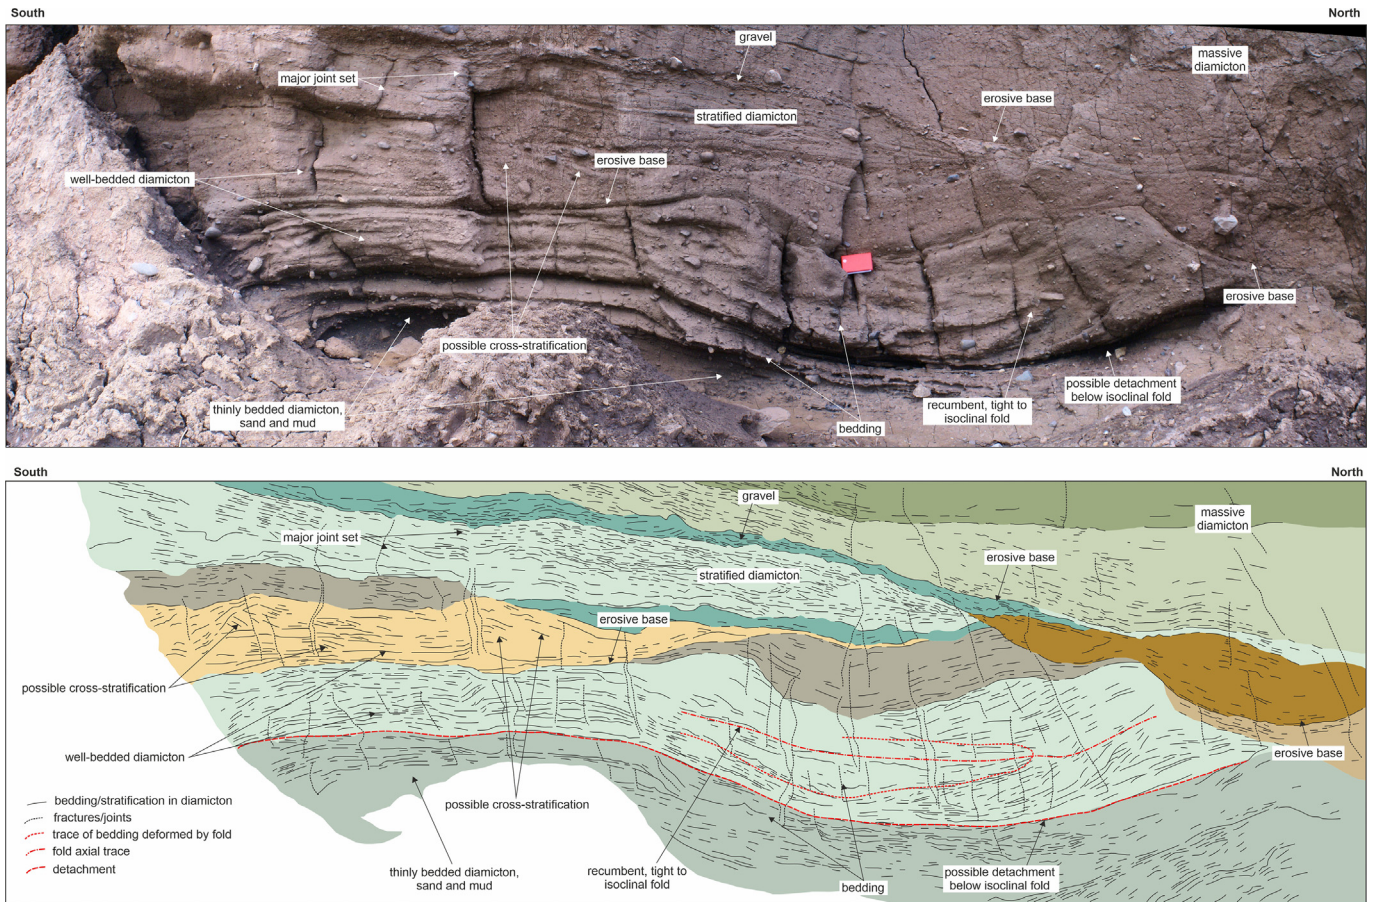 South
North
gravel
massive
diamicton
major joint set
erosive base
stratified diamicton
erosive base
well-bedded diamicton
erosive base
possible cross-stratification
possible detachment
below isoclinal fold
thinly bedded diamicton,
sand and mud
recumbent, tight to
isoclinal fold
bedding
South
North
gravel
massive
diamicton
major joint set
erosive base
stratified diamicton
erosive base
possible cross-stratification
well-bedded diamicton
erosive base
bedding/stratification in diamicton
fractures/joints
trace of bedding deformed by fold
fold axial trace
detachment
possible cross-stratification
thinly bedded diamicton,
sand and mud
recumbent, tight to
isoclinal fold
bedding
possible detachment
below isoclinal fold